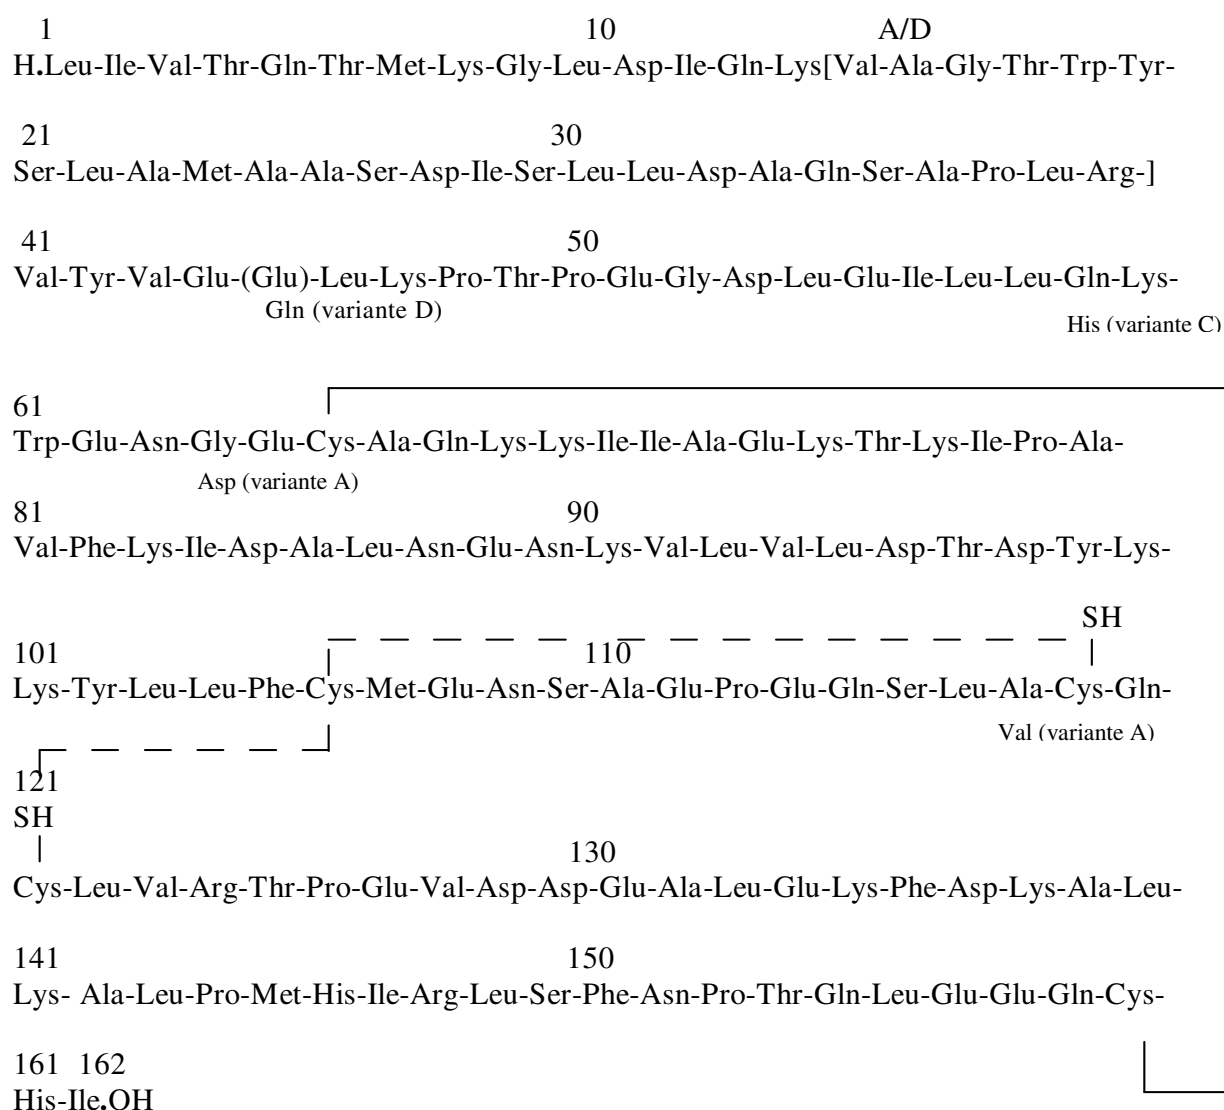 1 10 A/D
H.Leu-Ile-Val-Thr-Gln-Thr-Met-Lys-Gly-Leu-Asp-Ile-Gln-Lys[Val-Ala-Gly-Thr-Trp-Tyr-
21 30
Ser-Leu-Ala-Met-Ala-Ala-Ser-Asp-Ile-Ser-Leu-Leu-Asp-Ala-Gln-Ser-Ala-Pro-Leu-Arg-]
41 50
Val-Tyr-Val-Glu-(Glu)-Leu-Lys-Pro-Thr-Pro-Glu-Gly-Asp-Leu-Glu-Ile-Leu-Leu-Gln-Lys-
Gln (variante D)
His (variante C)
61
Trp-Glu-Asn-Gly-Glu-Cys-Ala-Gln-Lys-Lys-Ile-Ile-Ala-Glu-Lys-Thr-Lys-Ile-Pro-Ala-
Asp (variante A)
81 90
Val-Phe-Lys-Ile-Asp-Ala-Leu-Asn-Glu-Asn-Lys-Val-Leu-Val-Leu-Asp-Thr-Asp-Tyr-Lys-
SH
101 110
Lys-Tyr-Leu-Leu-Phe-Cys-Met-Glu-Asn-Ser-Ala-Glu-Pro-Glu-Gln-Ser-Leu-Ala-Cys-Gln-
Val (variante A)
121
SH
130
Cys-Leu-Val-Arg-Thr-Pro-Glu-Val-Asp-Asp-Glu-Ala-Leu-Glu-Lys-Phe-Asp-Lys-Ala-Leu-
141 150
Lys- Ala-Leu-Pro-Met-His-Ile-Arg-Leu-Ser-Phe-Asn-Pro-Thr-Gln-Leu-Glu-Glu-Gln-Cys-
161 162
His-Ile.OH